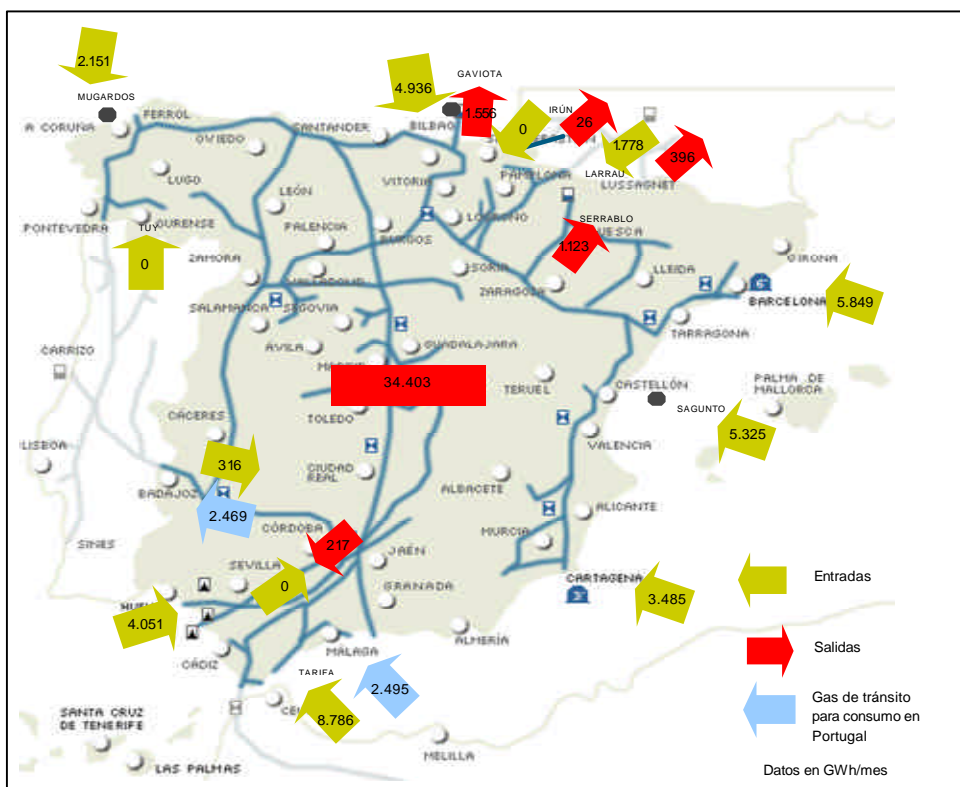 2.151
MUGARDOS
FERROL
A CORUÑA
OVIEDO
SANTANDER
4.936
GAVIOTA
1.556
BILBAO
0
IRÚN
26
1.778
396
LARRAU
LUSSAGNET
LUGO
LEÓN
VITORIA
PAMPLONA
LOGROÑO
SERRABLO
1.123
PONTEVEDRA
OURENSE
TUY
0
PALENCIA
BURGOS
ZAMORA
SORIA
ZARAGOZA
LLEIDA
GIRONA
BARCELONA
5.849
SALAMANCA
SEGOVIA
TARRAGONA
ÁVILA
GUADALAJARA
CARRIZO
34.403
TERUEL
CASTELLÓN
PALMA DE
MALLORCA
TOLEDO
SAGUNTO
5.325
CÁCERES
VALENCIA
LISBOA
316
CIUDAD
REAL
ALBACETE
BADAJOZ
2.469
ALICANTE
CÓRDOBA
217
MURCIA
SINES
JAÉN
SEVILLA
0
GRANADA
CARTAGENA
3.485
Entradas
4.051
ALMERÍA
CÁDIZ
MÁLAGA
Salidas
TARIFA
2.495
8.786
Gas de tránsito
para consumo en
Portugal
SANTA CRUZ
DE TENERIFE
MELILLA
LAS PALMAS
Datos en GWh/mes